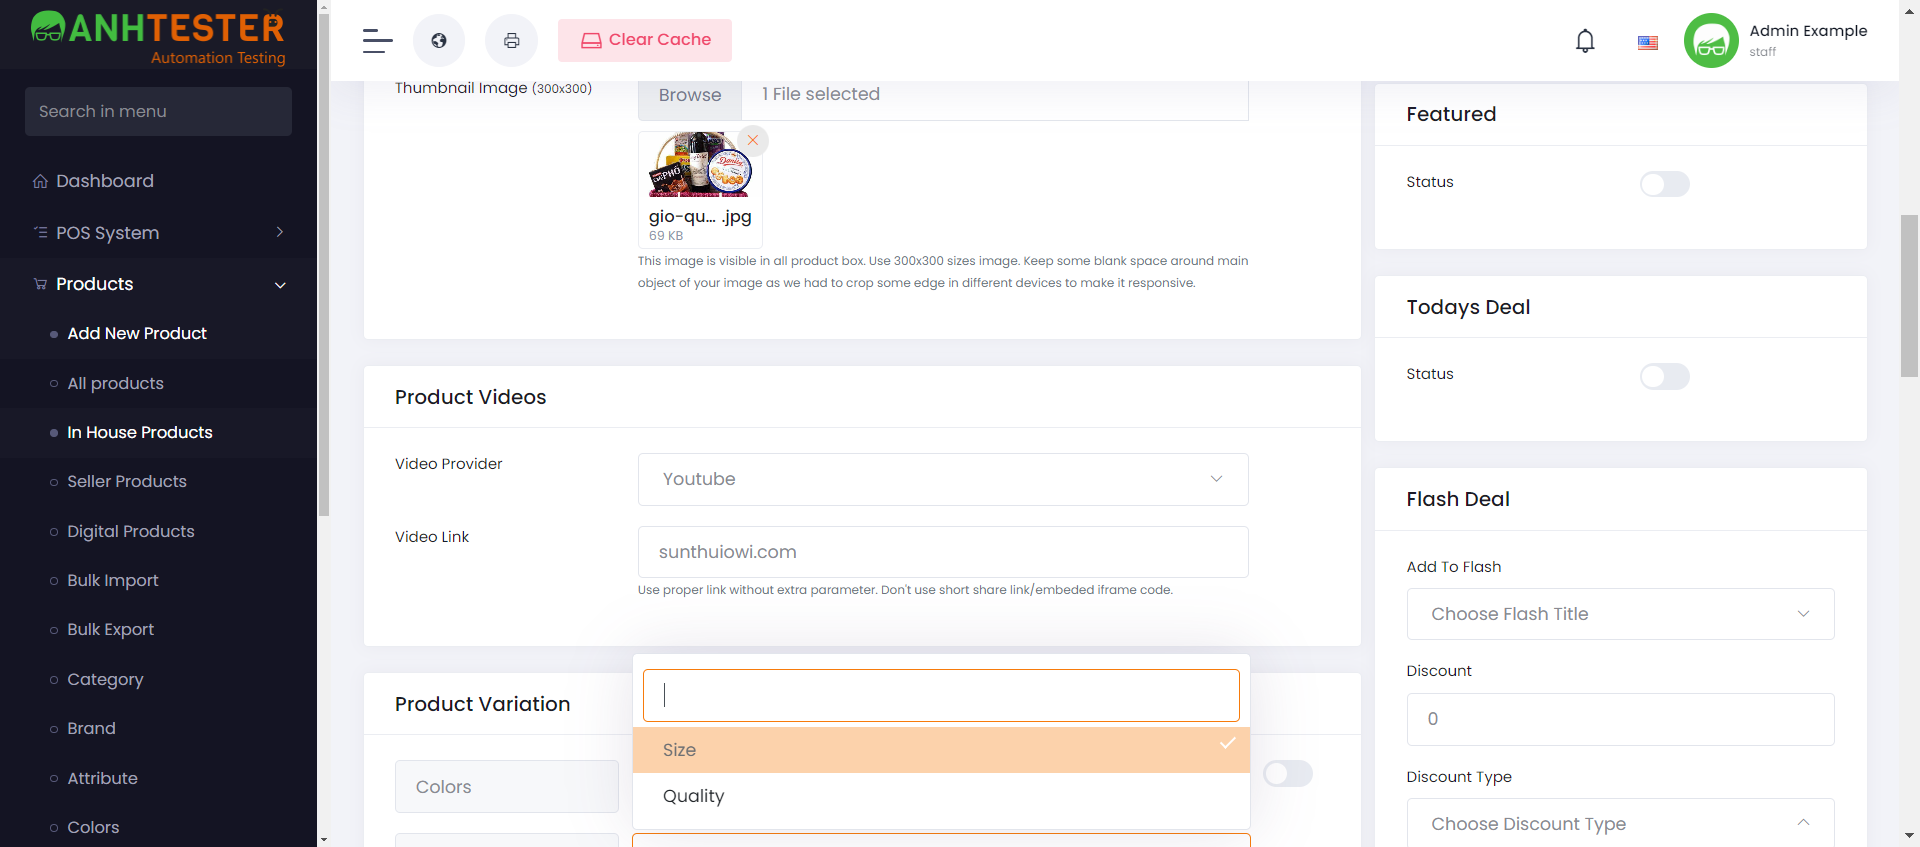 ANHTESTER
Automation Testing
Search in menu
Dashboard
POS System
Products
Add New Product
All products
In House Products
Seller Products
Digital Products
Bulk Import
Bulk Export
Category
Brand
Attribute
Colors
Clear Cache
Admin Example
staff
Thumbnail Image (300x300)
Browse
1 File selected
Danisa
gio-qu... .jpg
69 KB
This image is visible in all product box. Use 300x300 sizes image. Keep some blank space around main
object of your image as we had to crop some edge in different devices to make it responsive.
Product Videos
Video Provider
Youtube
Video Link
sunthuiowi.com
Use proper link without extra parameter. Don't use short share link/embeded iframe code.
Product Variation
Size
Quality
Colors
Featured
Status
Todays Deal
Status
Flash Deal
Add To Flash
Choose Flash Title
Discount
0
Discount Type
Choose Discount Type